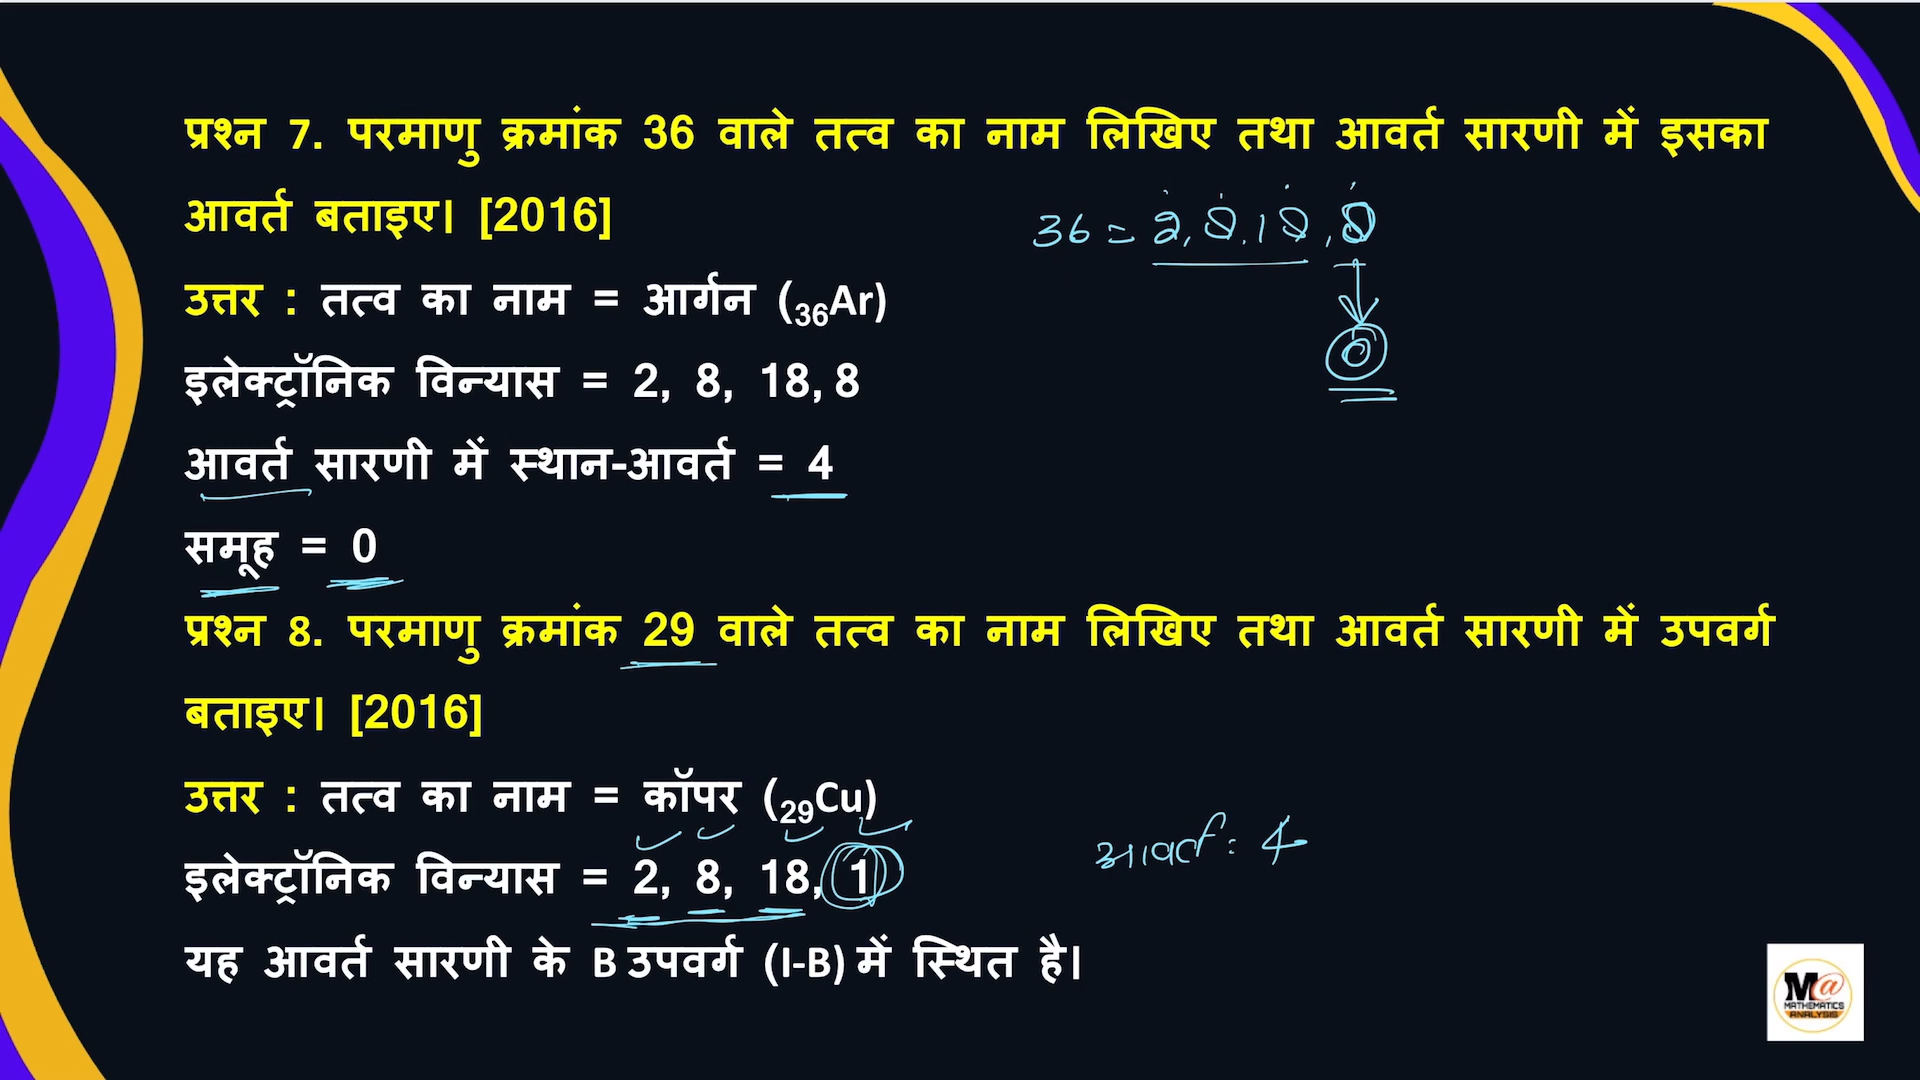 प्रश्न 7. परमाणु क्रमांक 36 वाले तत्व का नाम लिखिए तथा आवर्त सारणी में इसका
आवर्त बताइए। [2016]
36 = 2, 8, 18, 8
उत्तर : तत्व का नाम = आर्गन (₃₆Ar)
0
इलेक्ट्रॉनिक विन्यास = 2, 8, 18, 8
आवर्त सारणी में स्थान-आवर्त = 4
समूह = 0
प्रश्न 8. परमाणु क्रमांक 29 वाले तत्व का नाम लिखिए तथा आवर्त सारणी में उपवर्ग
बताइए। [2016]
उत्तर : तत्व का नाम = कॉपर (₂₉Cu)
आवर्त : 4
इलेक्ट्रॉनिक विन्यास = 2, 8, 18, 1
यह आवर्त सारणी के B उपवर्ग (I-B) में स्थित है।
M@
MATHEMATICS
ANALYSIS